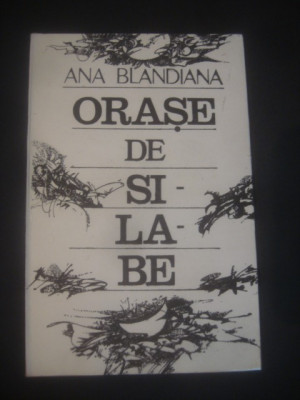 ANA BLANDIANA
ORAȘE
DE
SI -
LA -
BE